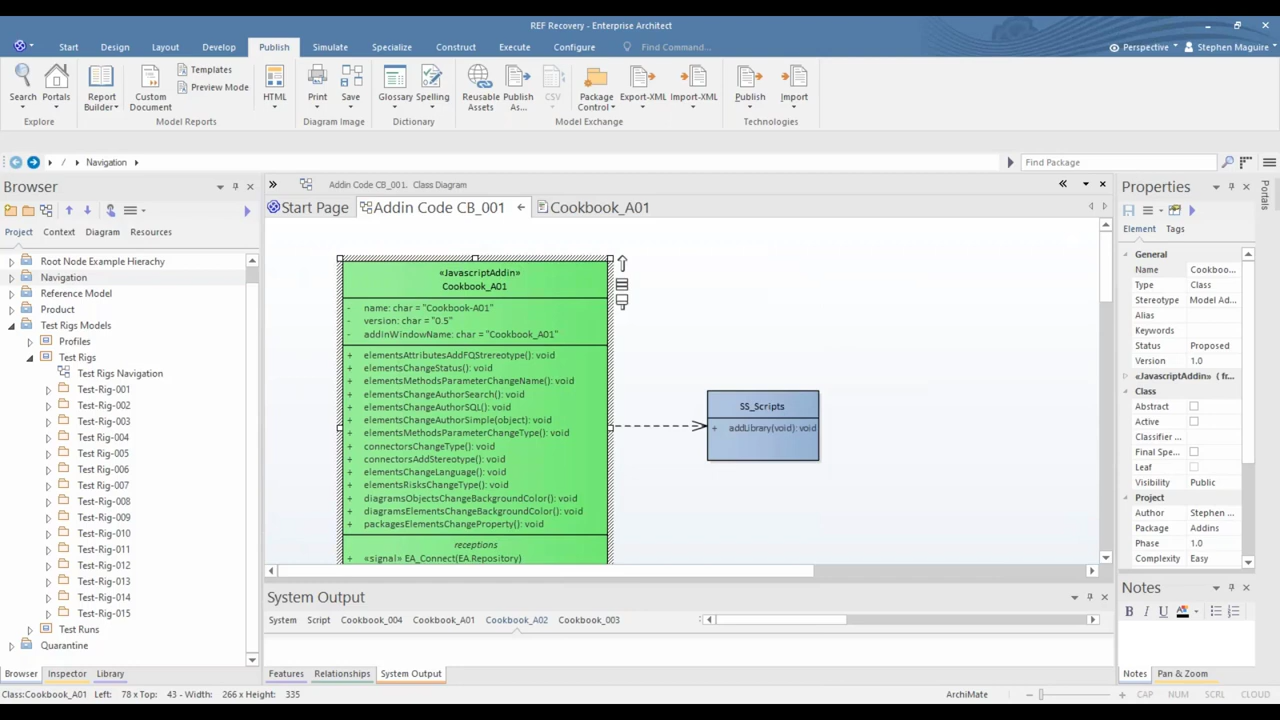 REF Recovery - Enterprise Architect
Start Design Layout Develop Publish Simulate Specialize Construct Execute Configure Find Command...
Perspective Stephen Maguire
Search Portals
Explore
Report Builder Custom Document Templates Preview Mode HTML
Model Reports
Print Save
Diagram Image
Glossary Spelling
Dictionary
Reusable Assets Publish As... CSV Package Control Export-XML Import-XML
Model Exchange
Publish Import
Technologies
/ Navigation
Find Package
Browser
Project Context Diagram Resources
Root Node Example Hierachy
Navigation
Reference Model
Product
Test Rigs Models
Profiles
Test Rigs
Test Rigs Navigation
Test-Rig-001
Test-Rig-002
Test-Rig-003
Test-Rig-004
Test-Rig-005
Test-Rig-006
Test-Rig-007
Test-Rig-008
Test-Rig-009
Test-Rig-010
Test-Rig-011
Test-Rig-012
Test-Rig-013
Test-Rig-014
Test-Rig-015
Test Runs
Quarantine
Browser Inspector Library
Addin Code CB_001. Class Diagram
Start Page Addin Code CB_001 Cookbook_A01
«JavascriptAddin»
Cookbook_A01
- name: char = "Cookbook-A01"
- version: char = "0.5"
- addinWindowName: char = "Cookbook_A01"
+ elementsAttributesAddFQStrereotype(): void
+ elementsChangeStatus(): void
+ elementsMethodsParameterChangeName(): void
+ elementsChangeAuthorSearch(): void
+ elementsChangeAuthorSQL(): void
+ elementsChangeAuthorSimple(object): void
+ elementsMethodsParameterChangeType(): void
+ connectorsChangeType(): void
+ connectorsAddStereotype(): void
+ elementsChangeLanguage(): void
+ elementsRisksChangeType(): void
+ diagramsObjectsChangeBackgroundColor(): void
+ diagramsElementsChangeBackgroundColor(): void
+ packagesElementsChangeProperty(): void
receptions
+ «signal» EA_Connect(EA.Repository)
SS_Scripts
+ addLibrary(void): void
System Output
System Script Cookbook_004 Cookbook_A01 Cookbook_A02 Cookbook_003
Features Relationships System Output
Properties
Element Tags
General
Name Cookboo...
Type Class
Stereotype Model Ad...
Alias
Keywords
Status Proposed
Version 1.0
«JavascriptAddin» ( fr...
Class
Abstract
Active
Classifier ...
Final Spe...
Leaf
Visibility Public
Project
Author Stephen ...
Package Addins
Phase 1.0
Complexity Easy
Notes
B I U A
Notes Pan & Zoom
Portals
Class:Cookbook_A01 Left: 78 x Top: 43 - Width: 266 x Height: 335
ArchiMate CAP NUM SCRL CLOUD